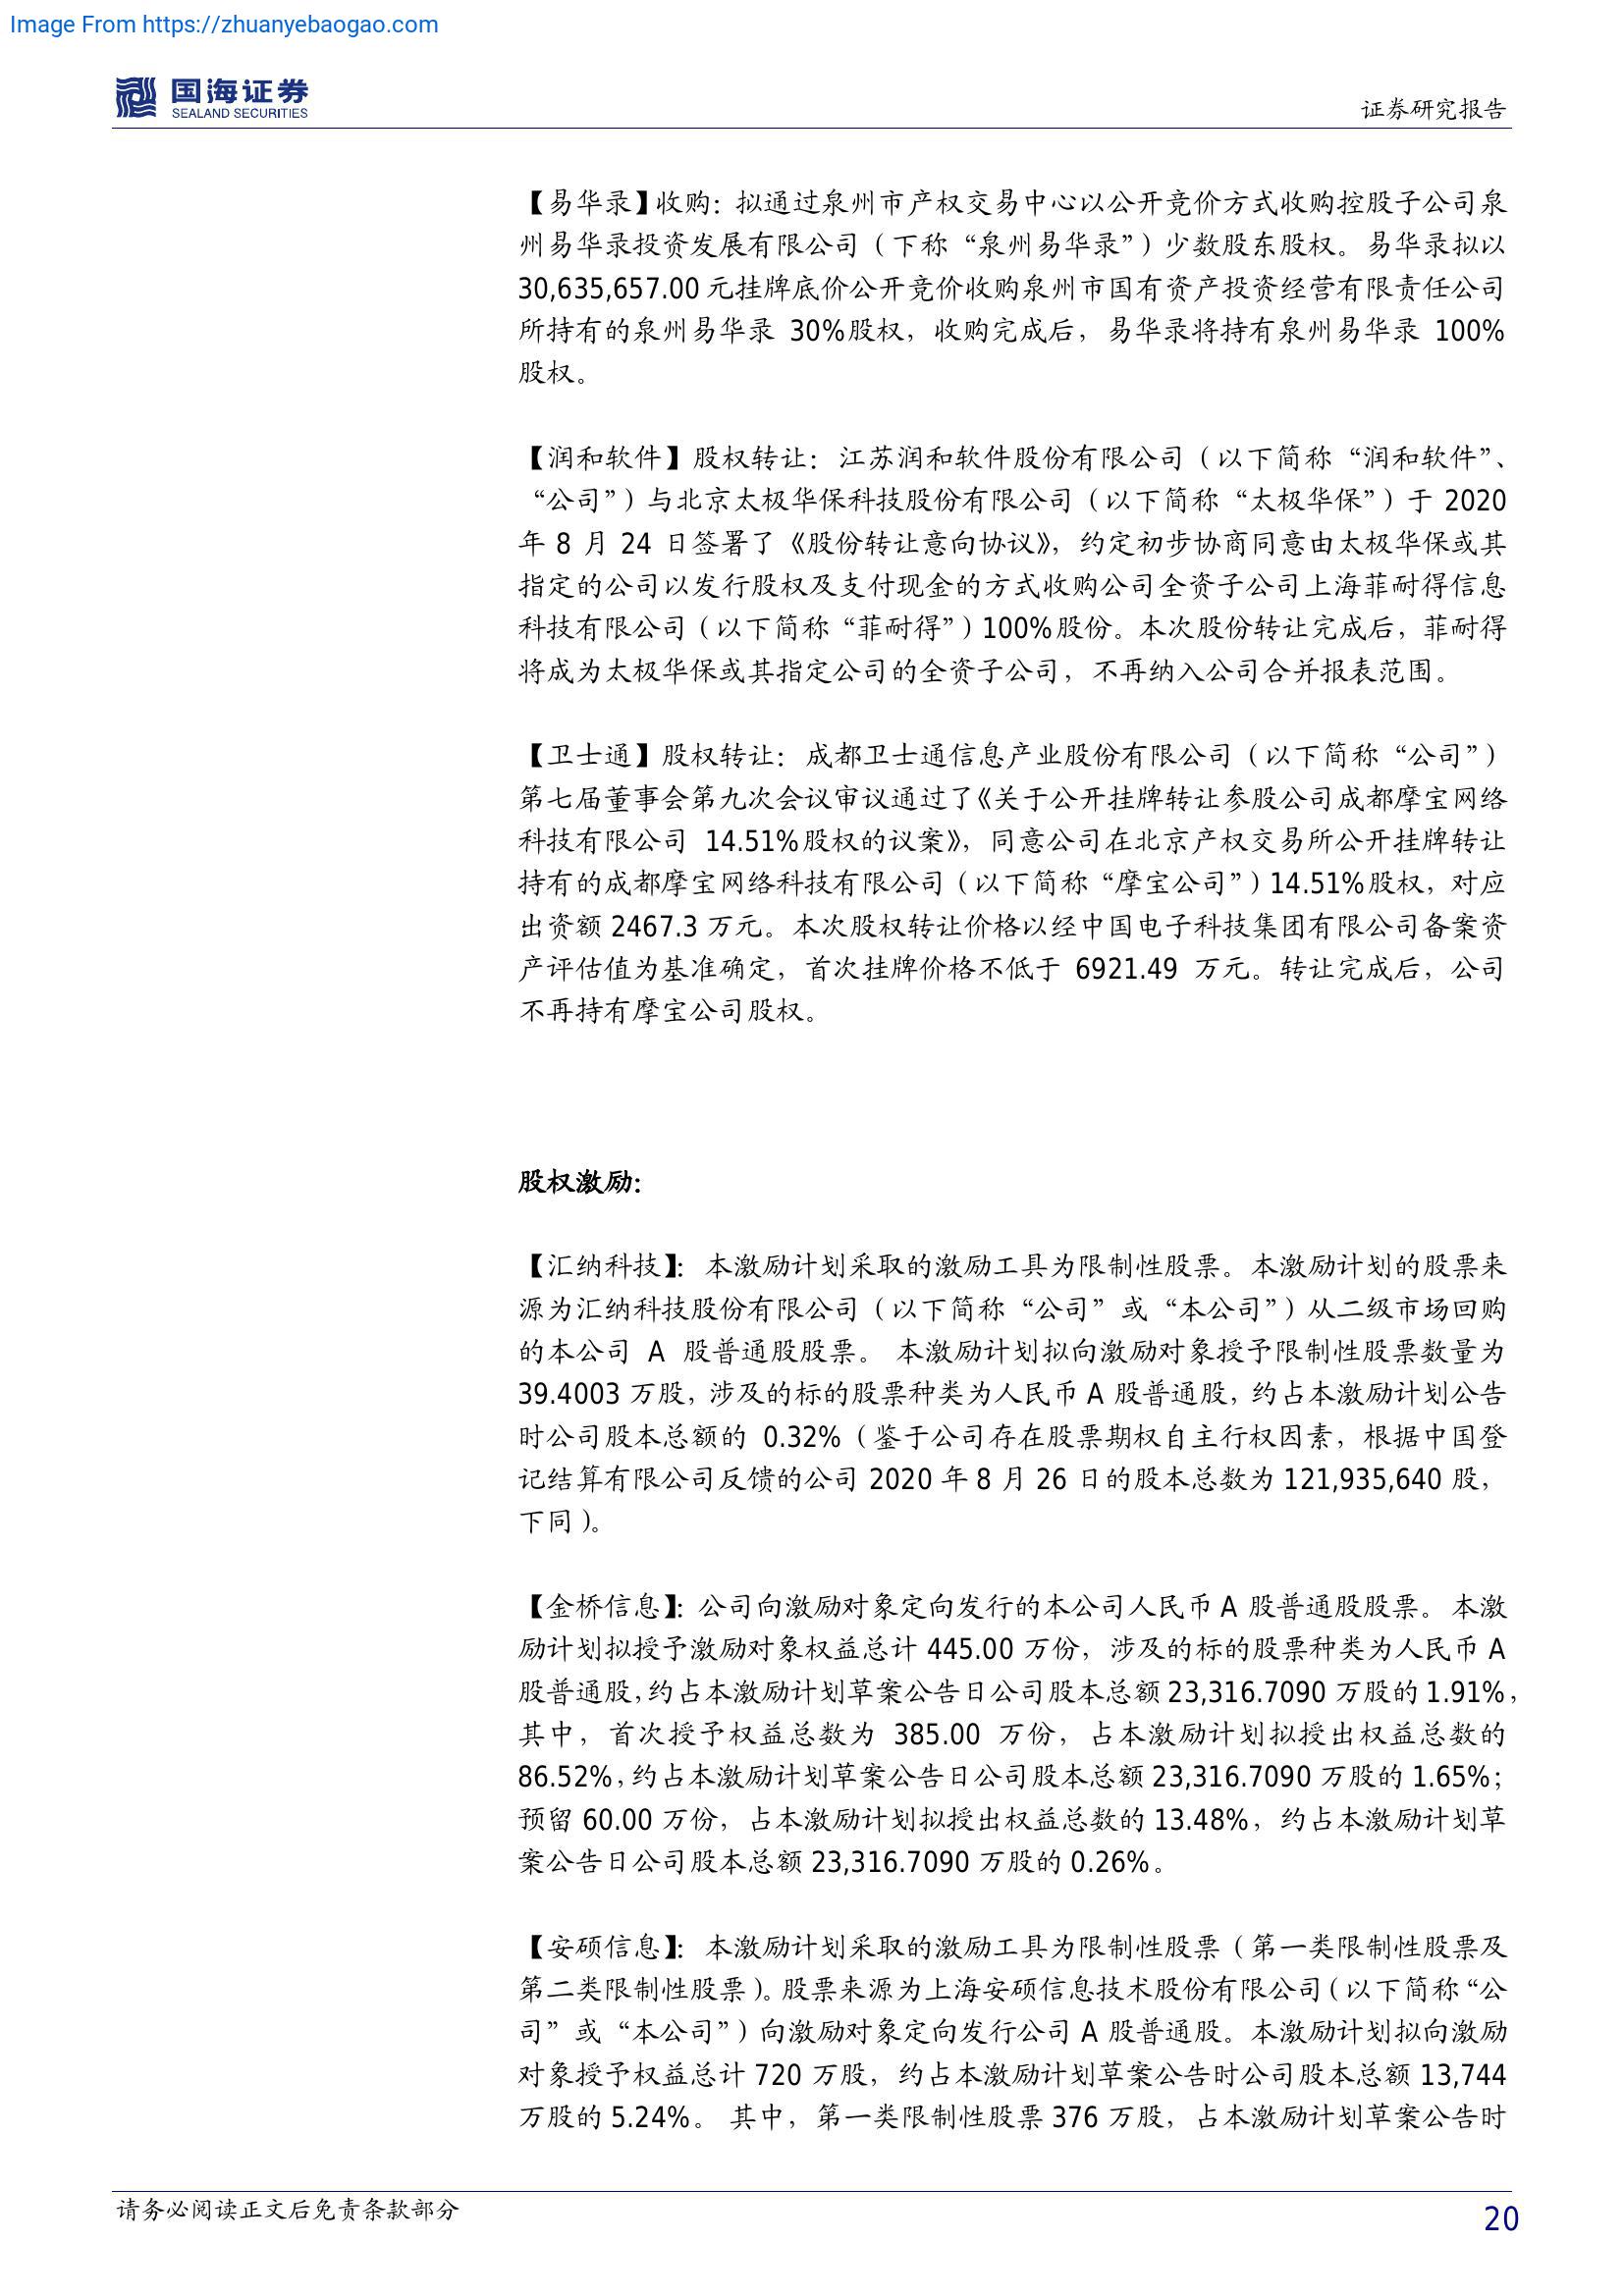 Image From https://zhuanyebaogao.com
国海证券
SEALAND SECURITIES
证券研究报告
【易华录】收购：拟通过泉州市产权交易中心以公开竞价方式收购控股子公司泉
州易华录投资发展有限公司（下称“泉州易华录”）少数股东股权。易华录拟以
30,635,657.00 元挂牌底价公开竞价收购泉州市国有资产投资经营有限责任公司
所持有的泉州易华录 30%股权，收购完成后，易华录将持有泉州易华录 100%
股权。
【润和软件】股权转让：江苏润和软件股份有限公司（以下简称“润和软件”、
“公司”）与北京太极华保科技股份有限公司（以下简称“太极华保”）于 2020
年 8 月 24 日签署了《股份转让意向协议》，约定初步协商同意由太极华保或其
指定的公司以发行股权及支付现金的方式收购公司全资子公司上海菲耐得信息
科技有限公司（以下简称“菲耐得”）100%股份。本次股份转让完成后，菲耐得
将成为太极华保或其指定公司的全资子公司，不再纳入公司合并报表范围。
【卫士通】股权转让：成都卫士通信息产业股份有限公司（以下简称“公司”）
第七届董事会第九次会议审议通过了《关于公开挂牌转让参股公司成都摩宝网络
科技有限公司 14.51%股权的议案》，同意公司在北京产权交易所公开挂牌转让
持有的成都摩宝网络科技有限公司（以下简称“摩宝公司”）14.51%股权，对应
出资额 2467.3 万元。本次股权转让价格以经中国电子科技集团有限公司备案资
产评估值为基准确定，首次挂牌价格不低于 6921.49 万元。转让完成后，公司
不再持有摩宝公司股权。
股权激励：
【汇纳科技】：本激励计划采取的激励工具为限制性股票。本激励计划的股票来
源为汇纳科技股份有限公司（以下简称“公司”或“本公司”）从二级市场回购
的本公司 A 股普通股股票。 本激励计划拟向激励对象授予限制性股票数量为
39.4003 万股，涉及的标的股票种类为人民币 A 股普通股，约占本激励计划公告
时公司股本总额的 0.32%（鉴于公司存在股票期权自主行权因素，根据中国登
记结算有限公司反馈的公司 2020 年 8 月 26 日的股本总数为 121,935,640 股，
下同）。
【金桥信息】：公司向激励对象定向发行的本公司人民币 A 股普通股股票。 本激
励计划拟授予激励对象权益总计 445.00 万份，涉及的标的股票种类为人民币 A
股普通股，约占本激励计划草案公告日公司股本总额 23,316.7090 万股的 1.91%，
其中，首次授予权益总数为 385.00 万份，占本激励计划拟授出权益总数的
86.52%，约占本激励计划草案公告日公司股本总额 23,316.7090 万股的 1.65%；
预留 60.00 万份，占本激励计划拟授出权益总数的 13.48%，约占本激励计划草
案公告日公司股本总额 23,316.7090 万股的 0.26%。
【安硕信息】：本激励计划采取的激励工具为限制性股票（第一类限制性股票及
第二类限制性股票）。股票来源为上海安硕信息技术股份有限公司（以下简称“公
司”或“本公司”）向激励对象定向发行公司 A 股普通股。本激励计划拟向激励
对象授予权益总计 720 万股，约占本激励计划草案公告时公司股本总额 13,744
万股的 5.24%。 其中，第一类限制性股票 376 万股，占本激励计划草案公告时
请务必阅读正文后免责条款部分
20